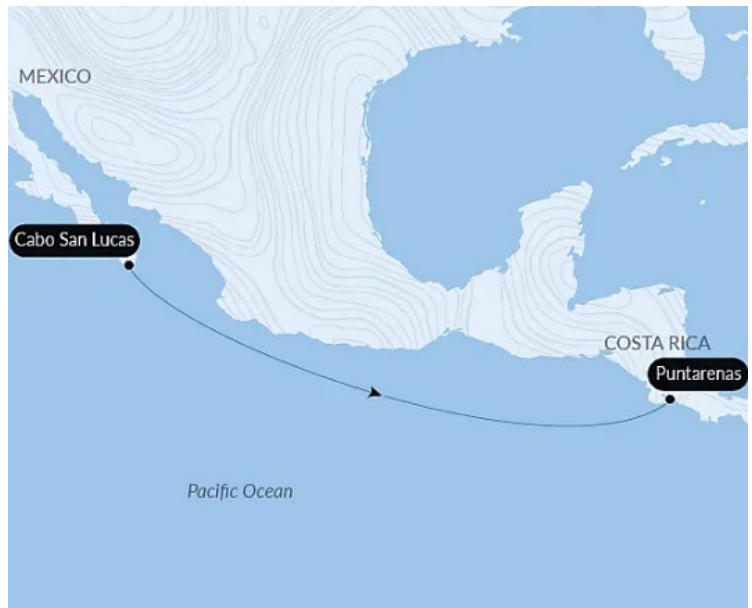 MEXICO
Cabo San Lucas
COSTA RICA
Puntarenas
Pacific Ocean